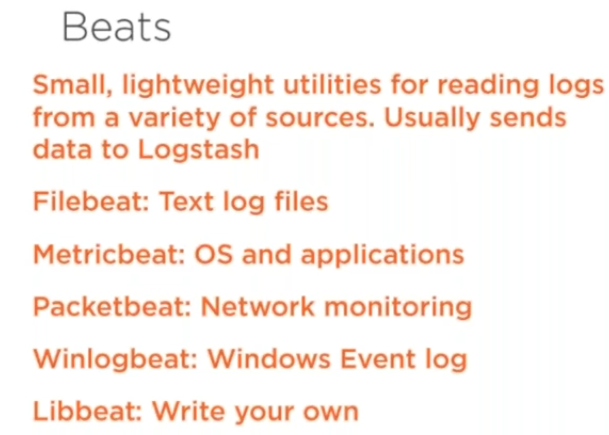 Beats
Small, lightweight utilities for reading logs
from a variety of sources. Usually sends
data to Logstash
Filebeat: Text log files
Metricbeat: OS and applications
Packetbeat: Network monitoring
Winlogbeat: Windows Event log
Libbeat: Write your own